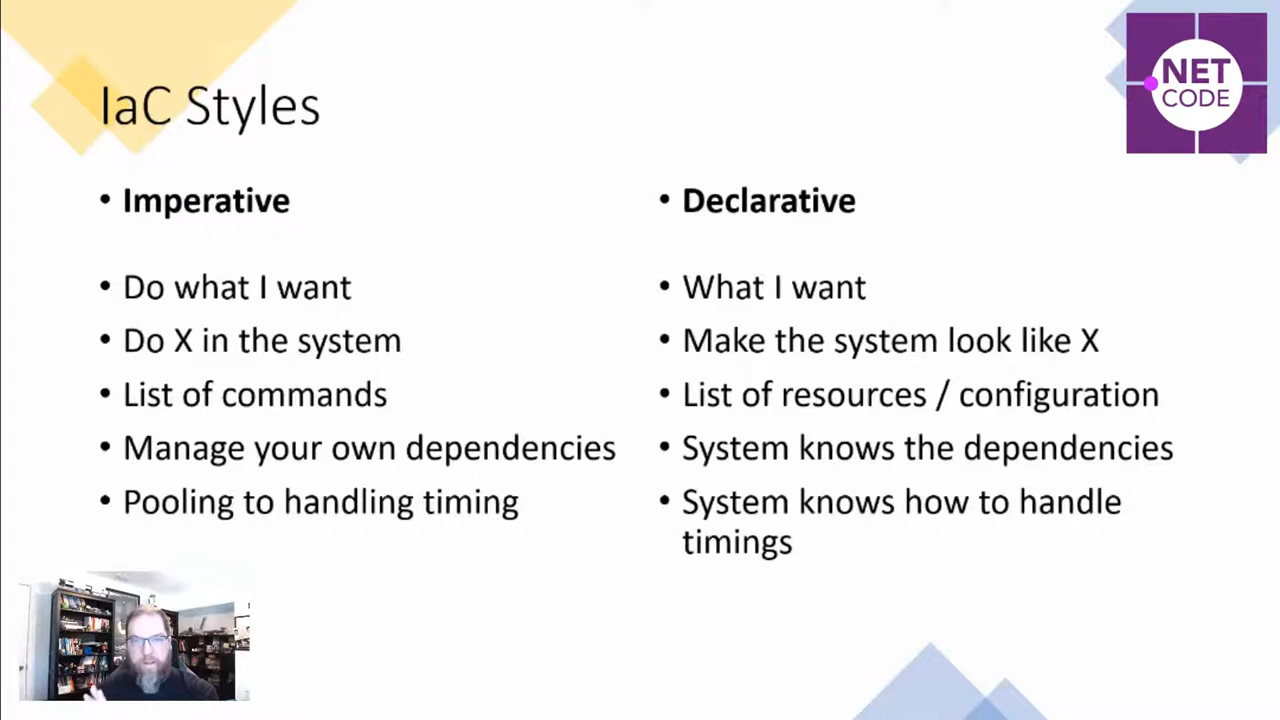 IaC Styles
NET
CODE
• Imperative
• Do what I want
• Do X in the system
• List of commands
• Manage your own dependencies
• Pooling to handling timing
• Declarative
• What I want
• Make the system look like X
• List of resources / configuration
• System knows the dependencies
• System knows how to handle
timings